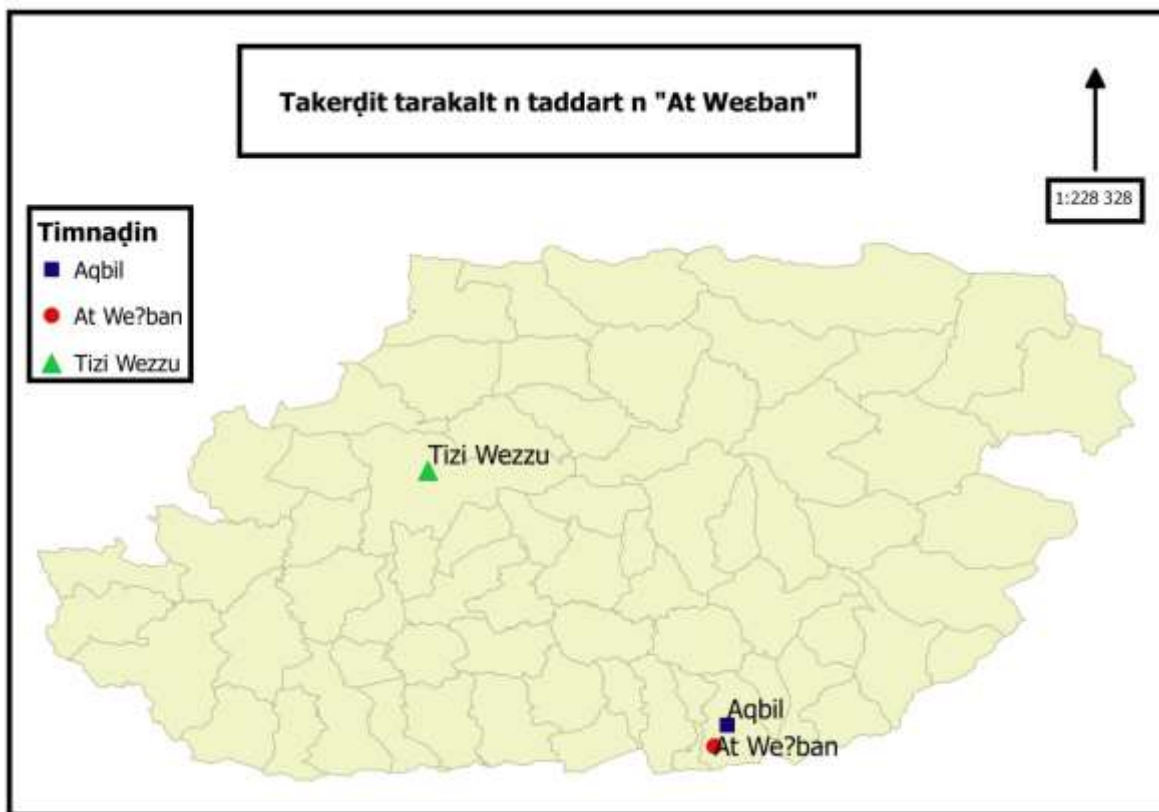 Takerḍit tarakalt n taddart n "At Weɛban"
1:228 328
Timnaḍin
Aqbil
At We?ban
Tizi Wezzu
Tizi Wezzu
Aqbil
At We?ban